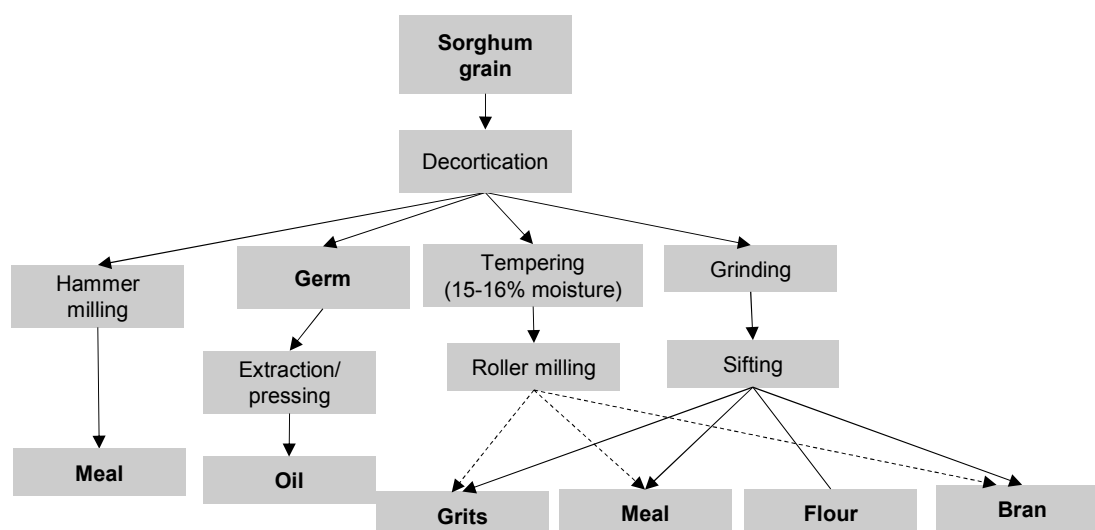 Sorghum
grain
Decortication
Hammer
milling
Germ
Tempering
(15-16% moisture)
Grinding
Extraction/
pressing
Roller milling
Sifting
Meal
Oil
Grits
Meal
Flour
Bran